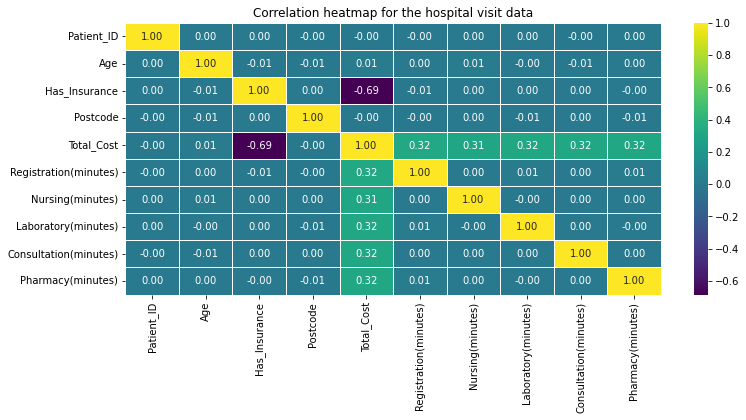 Correlation heatmap for the hospital visit data
Patient_ID 1.00 0.00 0.00 -0.00 -0.00 -0.00 0.00 0.00 -0.00 0.00
Age 0.00 1.00 -0.01 -0.01 0.01 0.00 0.01 -0.00 -0.01 0.00
Has_Insurance 0.00 -0.01 1.00 0.00 -0.69 -0.01 0.00 0.00 0.00 -0.00
Postcode -0.00 -0.01 0.00 1.00 -0.00 -0.00 0.00 -0.01 0.00 -0.01
Total_Cost -0.00 0.01 -0.69 -0.00 1.00 0.32 0.31 0.32 0.32 0.32
Registration(minutes) -0.00 0.00 -0.01 -0.00 0.32 1.00 0.00 0.01 0.00 0.01
Nursing(minutes) 0.00 0.01 0.00 0.00 0.31 0.00 1.00 -0.00 0.00 0.00
Laboratory(minutes) 0.00 -0.00 0.00 -0.01 0.32 0.01 -0.00 1.00 0.00 -0.00
Consultation(minutes) -0.00 -0.01 0.00 0.00 0.32 0.00 0.00 0.00 1.00 0.00
Pharmacy(minutes) 0.00 0.00 -0.00 -0.01 0.32 0.01 0.00 -0.00 0.00 1.00
Patient_ID
Age
Has_Insurance
Postcode
Total_Cost
Registration(minutes)
Nursing(minutes)
Laboratory(minutes)
Consultation(minutes)
Pharmacy(minutes)
1.0
0.8
0.6
0.4
0.2
0.0
-0.2
-0.4
-0.6